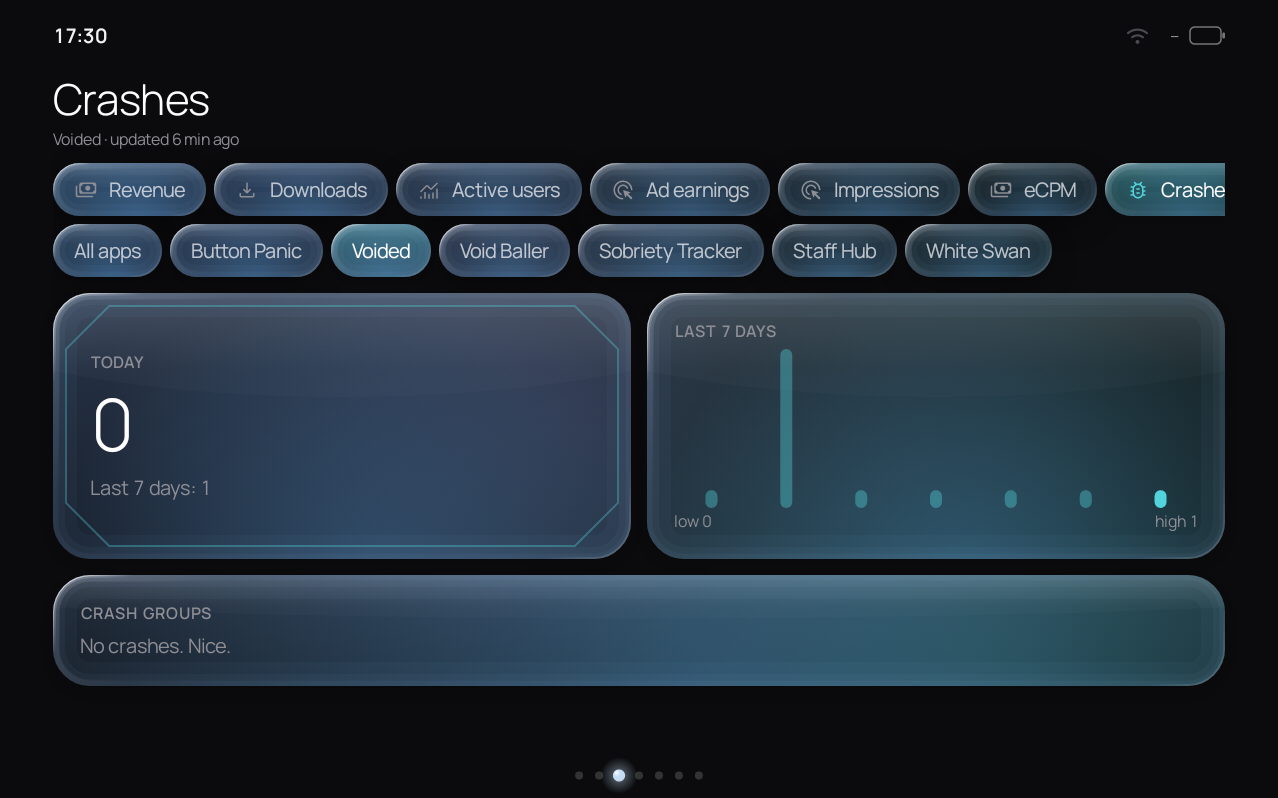 17:30
–
Crashes
Voided · updated 6 min ago
Revenue Downloads Active users Ad earnings Impressions eCPM Crashe
All apps Button Panic Voided Void Baller Sobriety Tracker Staff Hub White Swan
TODAY
0
Last 7 days: 1
LAST 7 DAYS
low 0 high 1
CRASH GROUPS
No crashes. Nice.